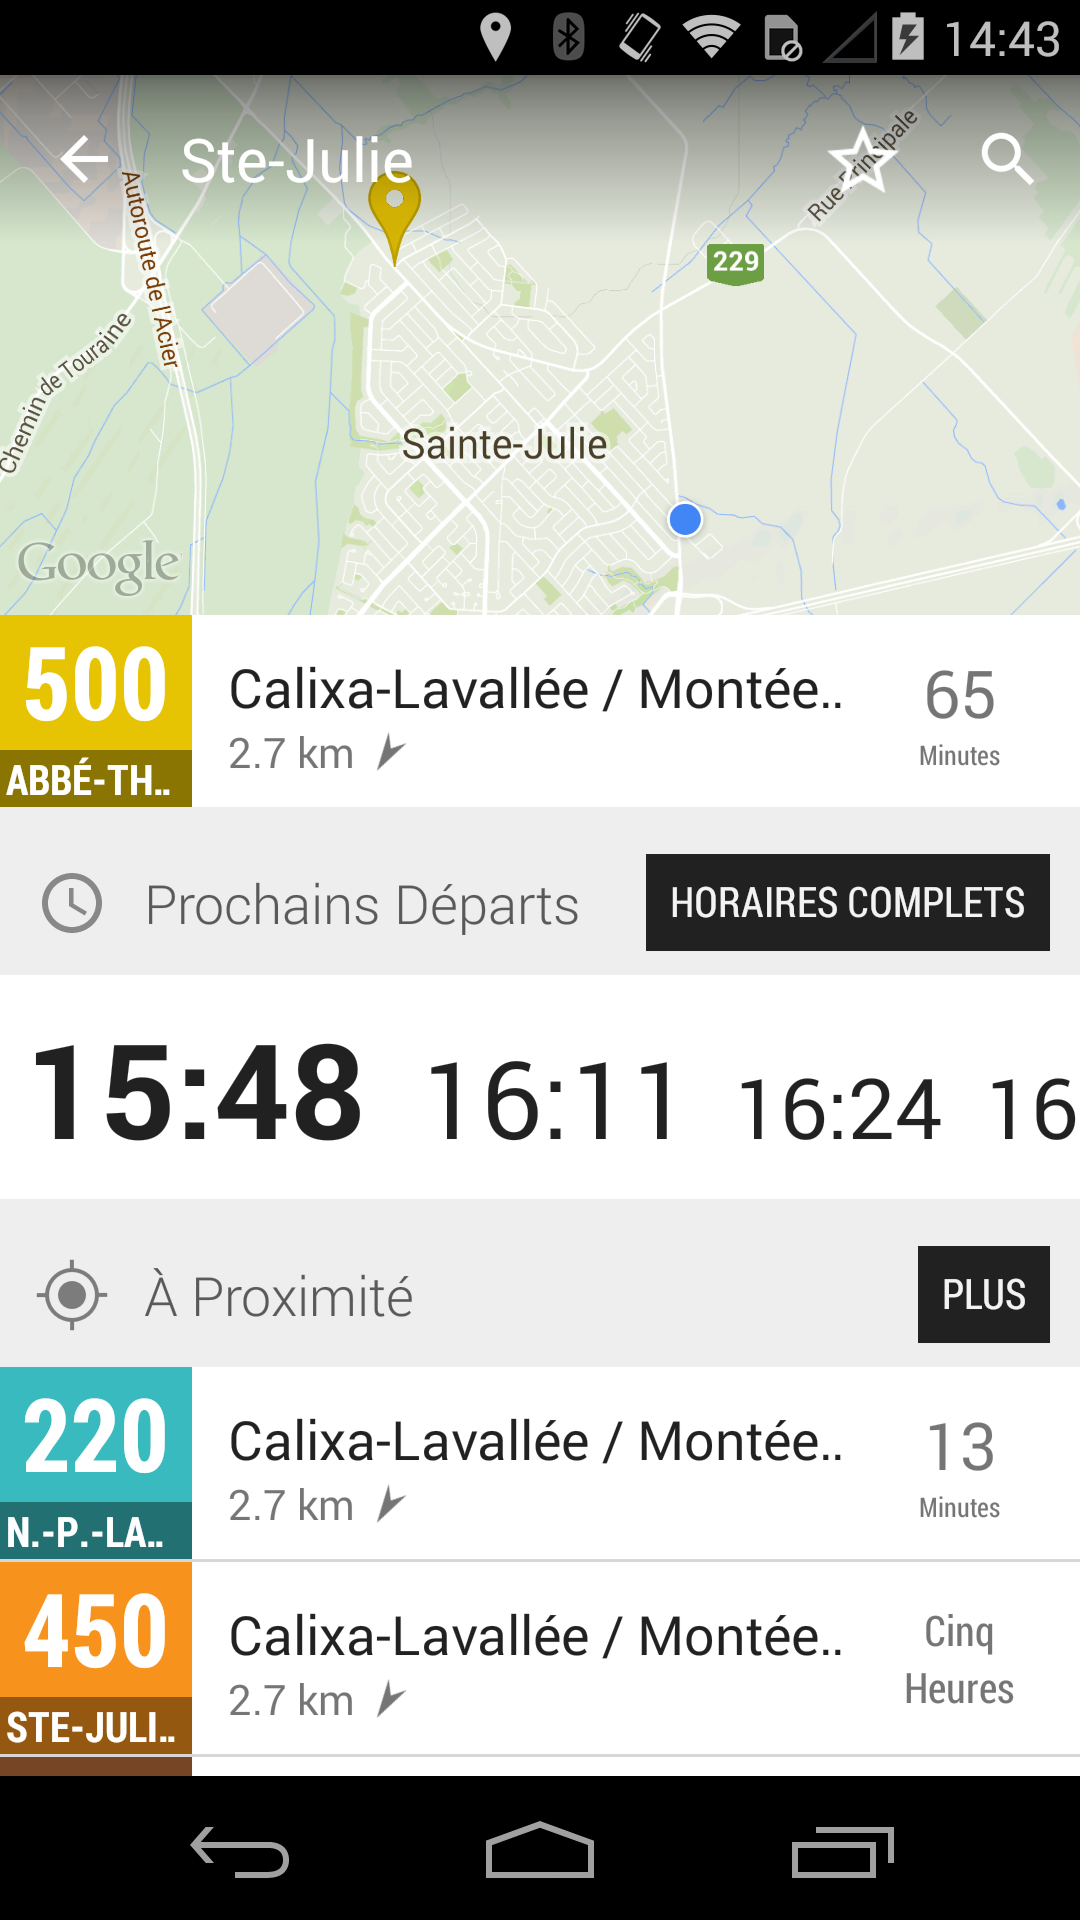 14:43
Ste-Julie
Rue Principale
Autoroute de l'Acier
229
Chemin de Touraine
Sainte-Julie
Google
500
ABBÉ-TH..
Calixa-Lavallée / Montée..
2.7 km
65
Minutes
Prochains Départs
HORAIRES COMPLETS
15:48 16:11 16:24 16
À Proximité
PLUS
220
N.-P.-LA..
Calixa-Lavallée / Montée..
2.7 km
13
Minutes
450
STE-JULI..
Calixa-Lavallée / Montée..
2.7 km
Cinq
Heures